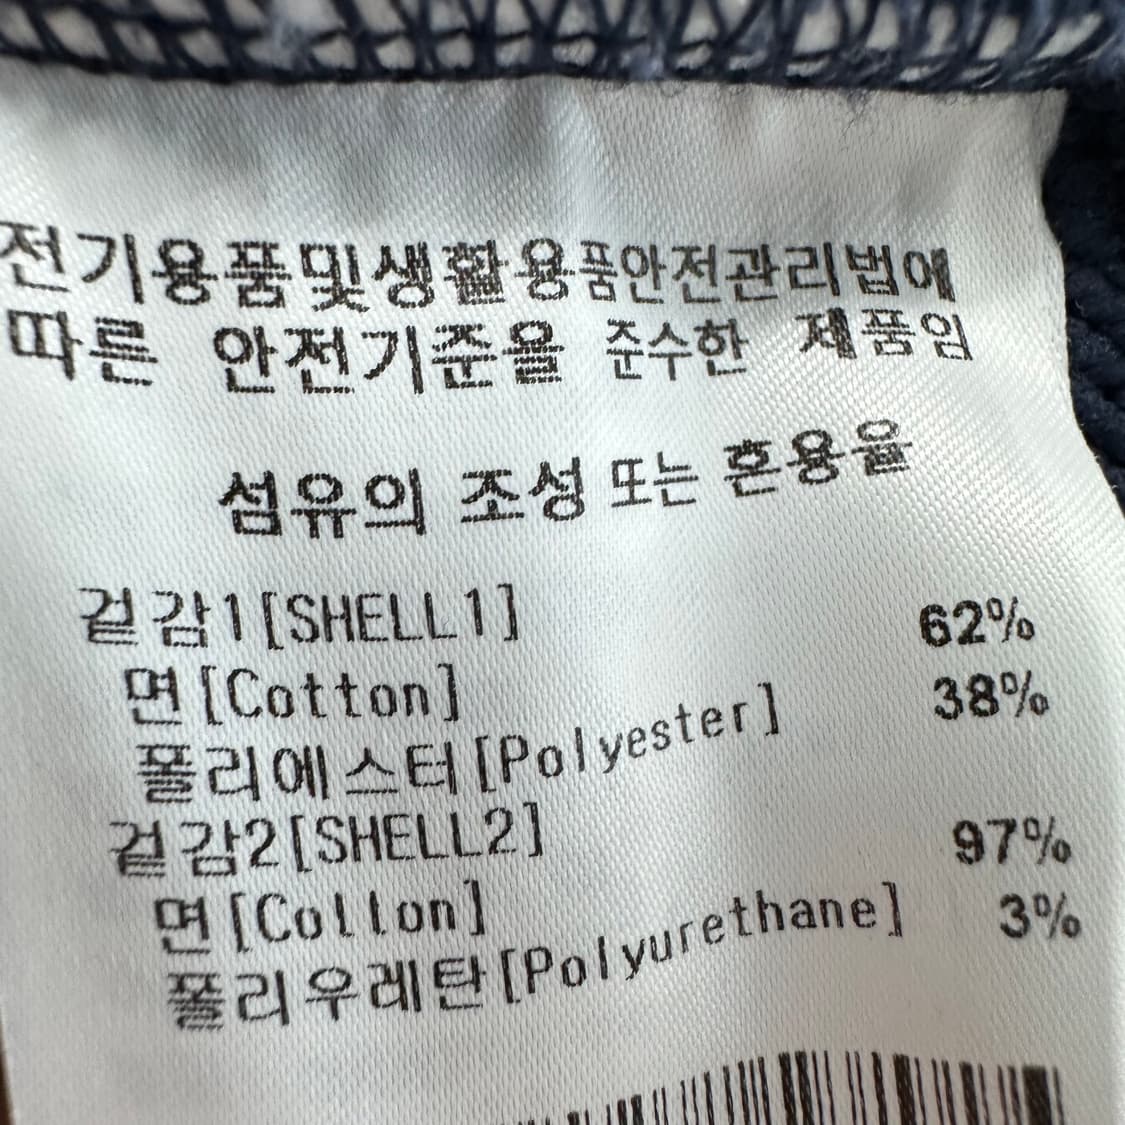 전기용품및생활용품안전관리법에
따른 안전기준을 준수한 제품임
섬유의 조성 또는 혼용율
겉감1[SHELL1]
면[Cotton] 62%
폴리에스터[Polyester] 38%
겉감2[SHELL2]
면[Cotton] 97%
폴리우레탄[Polyurethane] 3%